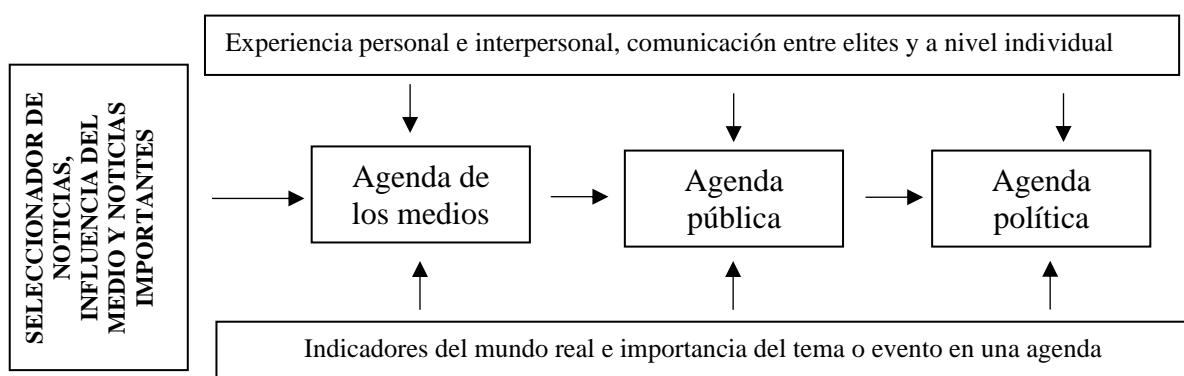 Experiencia personal e interpersonal, comunicación entre elites y a nivel individual
SELECCIONADOR DE
NOTICIAS,
INFLUENCIA DEL
MEDIO Y NOTICIAS
IMPORTANTES
Agenda de
los medios
Agenda
pública
Agenda
política
Indicadores del mundo real e importancia del tema o evento en una agenda